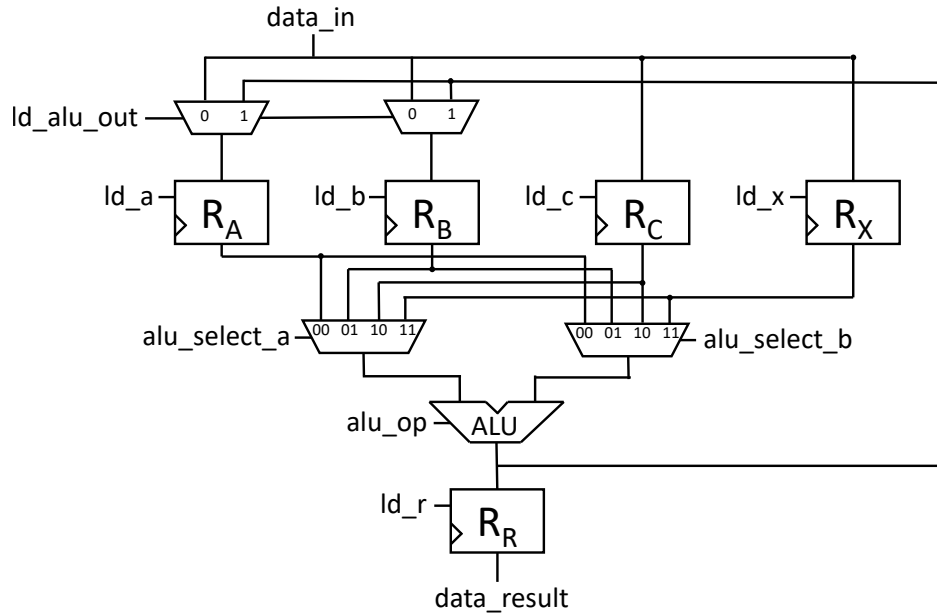 data_in
ld_alu_out 0 1 0 1
ld_a RA ld_b RB ld_c RC ld_x RX
alu_select_a 00 01 10 11 00 01 10 11 alu_select_b
alu_op ALU
ld_r RR
data_result